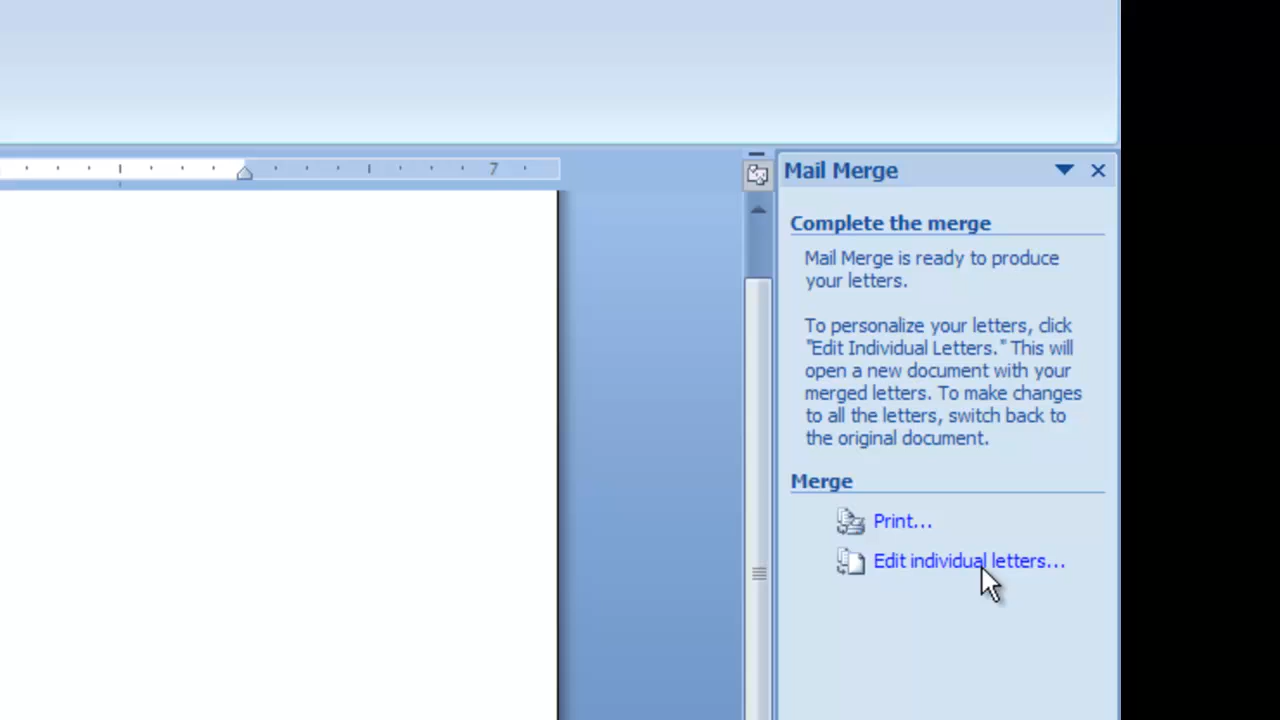 7
Mail Merge
Complete the merge
Mail Merge is ready to produce
your letters.
To personalize your letters, click
"Edit Individual Letters." This will
open a new document with your
merged letters. To make changes
to all the letters, switch back to
the original document.
Merge
Print...
Edit individual letters...